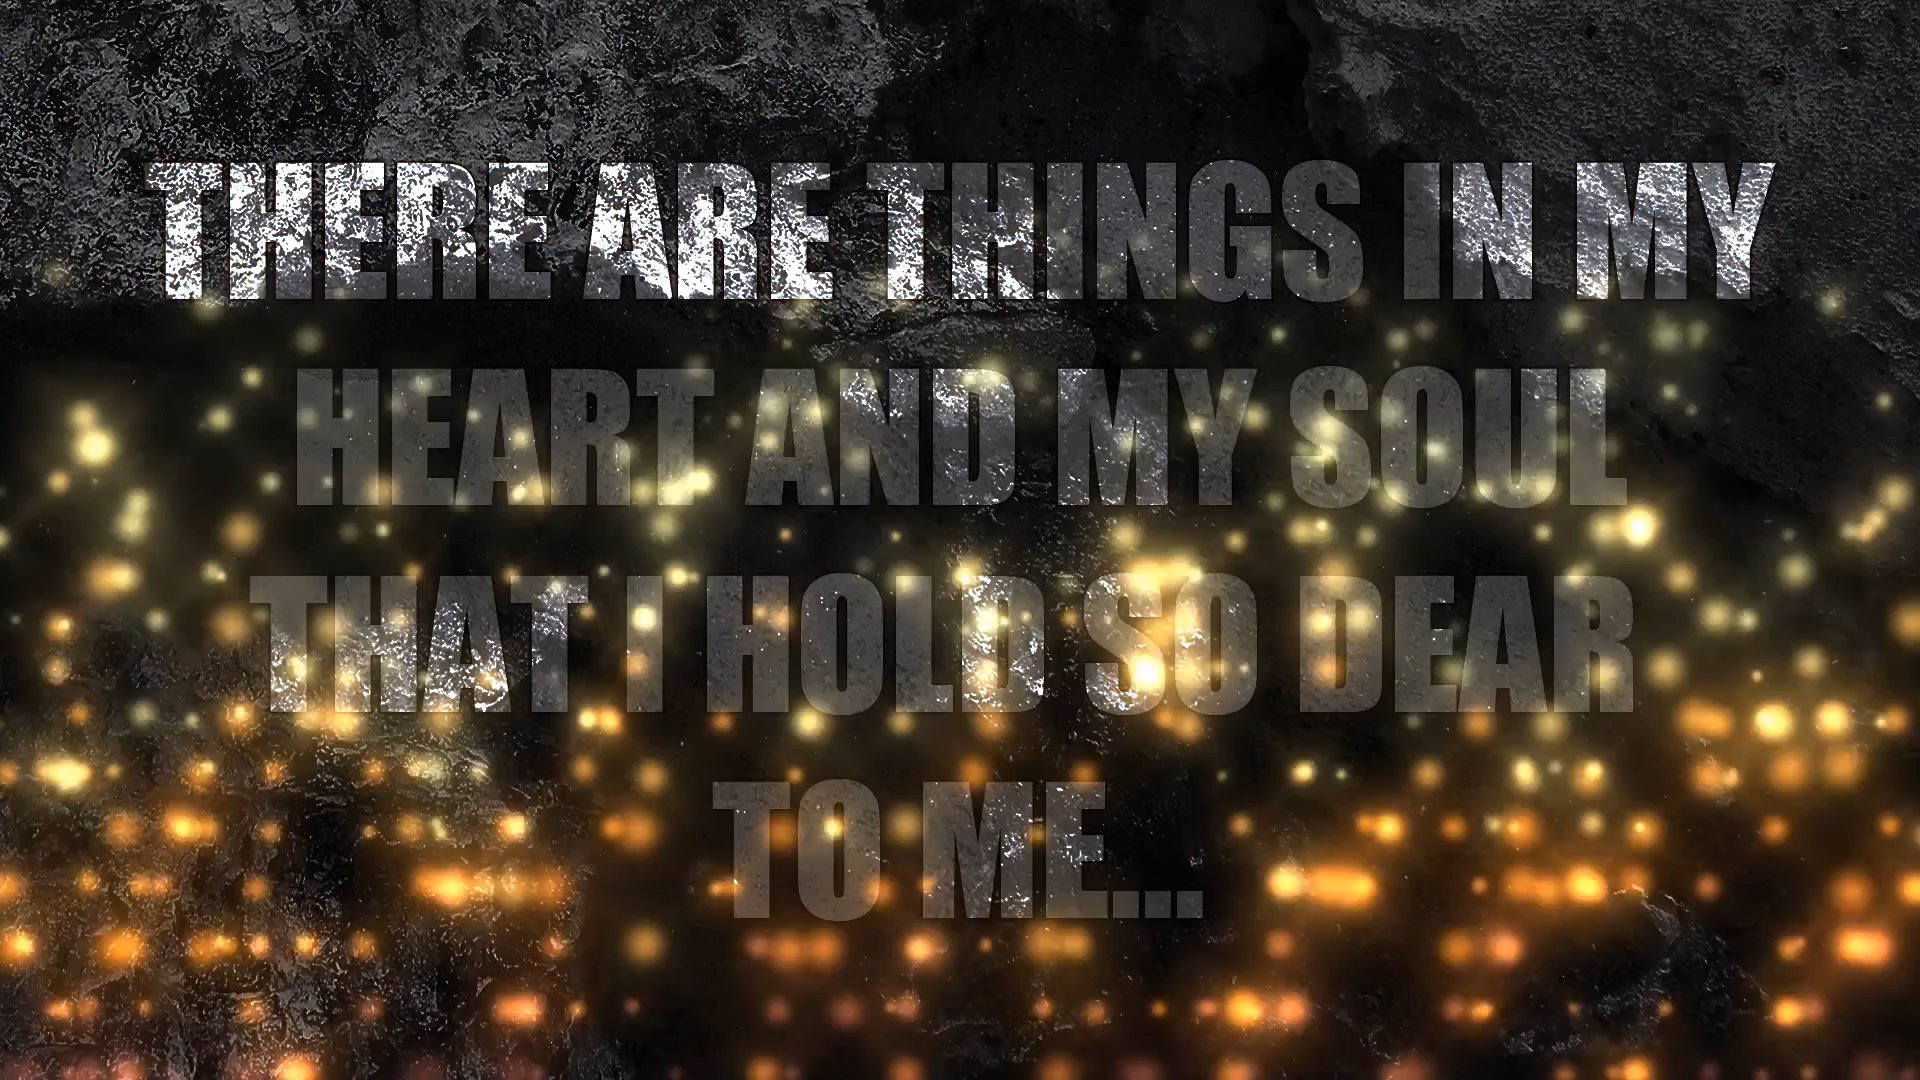 THERE ARE THINGS IN MY
HEART AND MY SOUL
THAT I HOLD SO DEAR
TO ME...